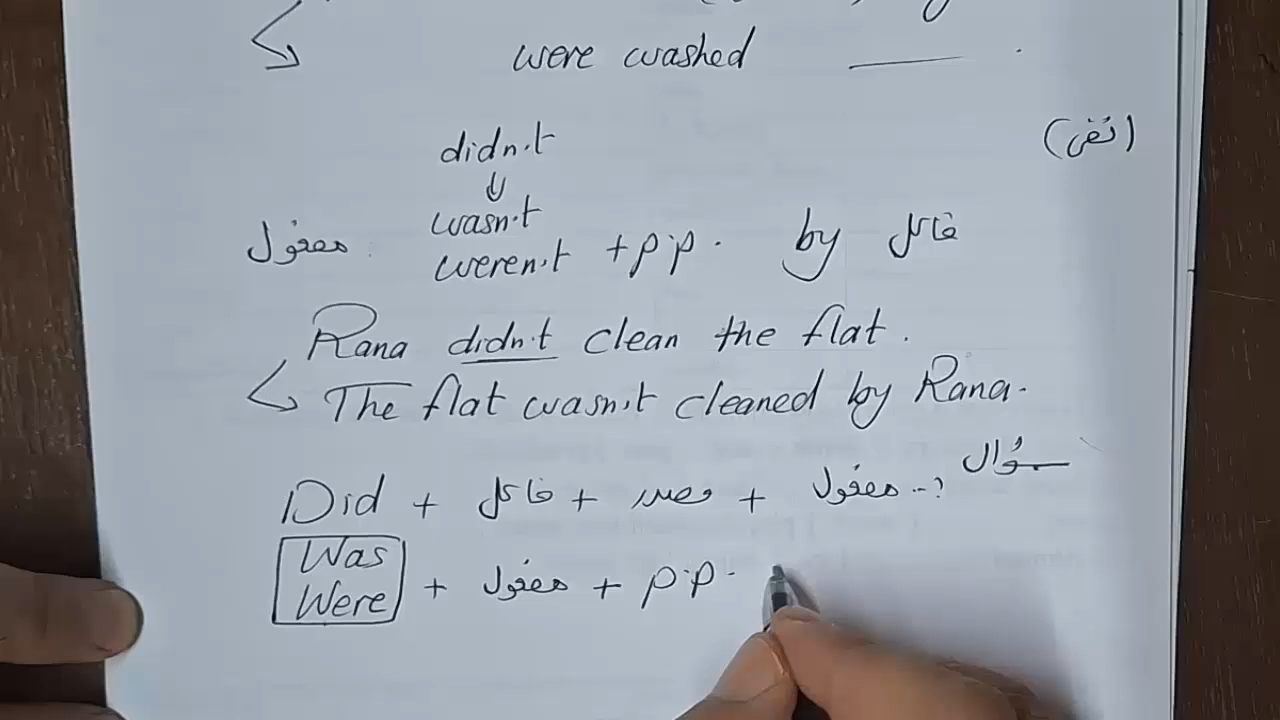 were washed
(نفى)
didn't
wasn't
مفعول weren't + p.p. by فاعل
Rana didn't clean the flat.
The flat wasn't cleaned by Rana.
سؤال
Did + فاعل + مصدر + مفعول ..؟
Was
Were + مفعول + p.p.